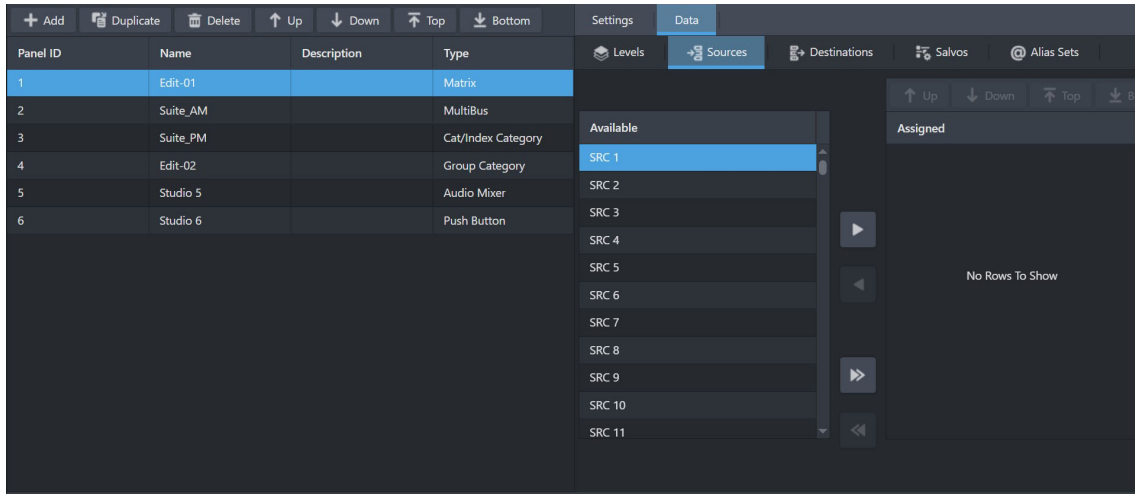 Add Duplicate Delete Up Down Top Bottom
Panel ID Name Description Type
1 Edit-01 Matrix
2 Suite_AM MultiBus
3 Suite_PM Cat/Index Category
4 Edit-02 Group Category
5 Studio 5 Audio Mixer
6 Studio 6 Push Button
Settings Data
Levels Sources Destinations Salvos @ Alias Sets
Up Down Top B
Available
SRC 1
SRC 2
SRC 3
SRC 4
SRC 5
SRC 6
SRC 7
SRC 8
SRC 9
SRC 10
SRC 11
Assigned
No Rows To Show